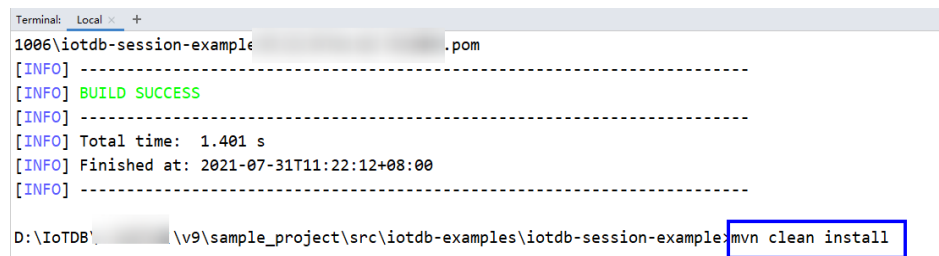 Terminal: Local × +
1006\iotdb-session-example .pom
[INFO] ------------------------------------------------------------------------
[INFO] BUILD SUCCESS
[INFO] ------------------------------------------------------------------------
[INFO] Total time:  1.401 s
[INFO] Finished at: 2021-07-31T11:22:12+08:00
[INFO] ------------------------------------------------------------------------
D:\IoTDB\ \v9\sample_project\src\iotdb-examples\iotdb-session-example>mvn clean install